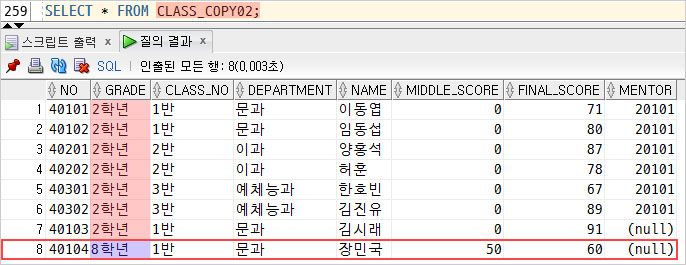 259 SELECT * FROM CLASS_COPY02;
스크립트 출력 × 질의 결과 ×
SQL | 인출된 모든 행: 8(0,003초)
NO GRADE CLASS_NO DEPARTMENT NAME MIDDLE_SCORE FINAL_SCORE MENTOR
1 40101 2학년 1반 문과 이동엽 0 71 20101
2 40102 2학년 1반 문과 임동섭 0 80 20101
3 40201 2학년 2반 이과 양홍석 0 87 20101
4 40202 2학년 2반 이과 허훈 0 78 20101
5 40301 2학년 3반 예체능과 한호빈 0 67 20101
6 40302 2학년 3반 예체능과 김진유 0 89 20101
7 40103 2학년 1반 문과 김시래 0 91 (null)
8 40104 8학년 1반 문과 장민국 50 60 (null)